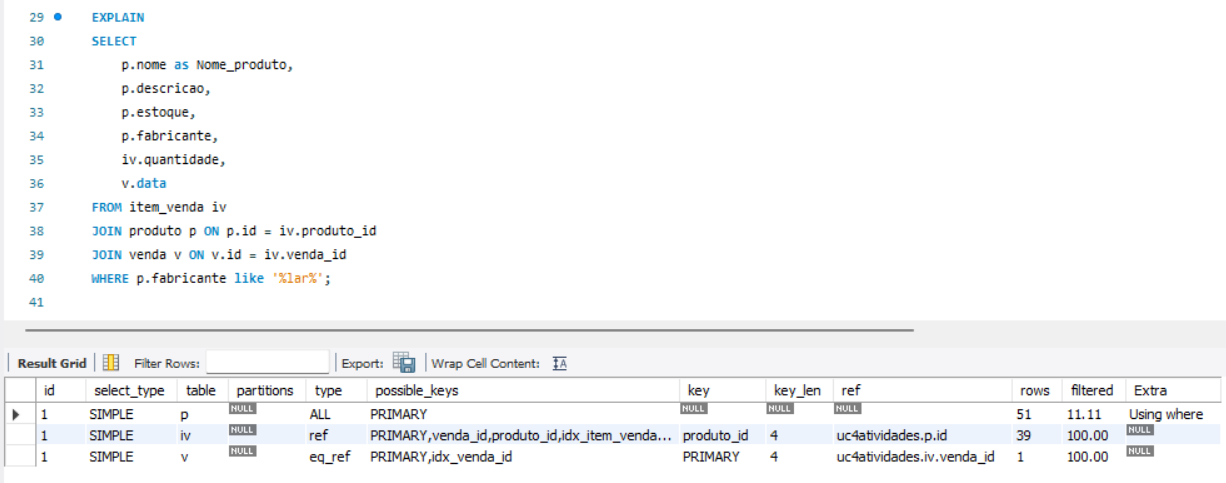 29 EXPLAIN
30 SELECT
31 p.nome as Nome_produto,
32 p.descricao,
33 p.estoque,
34 p.fabricante,
35 iv.quantidade,
36 v.data
37 FROM item_venda iv
38 JOIN produto p ON p.id = iv.produto_id
39 JOIN venda v ON v.id = iv.venda_id
40 WHERE p.fabricante like '%lar%';
41
Result Grid Filter Rows: Export: Wrap Cell Content: IA
id select_type table partitions type possible_keys key key_len ref rows filtered Extra
1 SIMPLE p NULL ALL PRIMARY NULL NULL NULL 51 11.11 Using where
1 SIMPLE iv NULL ref PRIMARY,venda_id,produto_id,idx_item_venda... produto_id 4 uc4atividades.p.id 39 100.00 NULL
1 SIMPLE v NULL eq_ref PRIMARY,idx_venda_id PRIMARY 4 uc4atividades.iv.venda_id 1 100.00 NULL